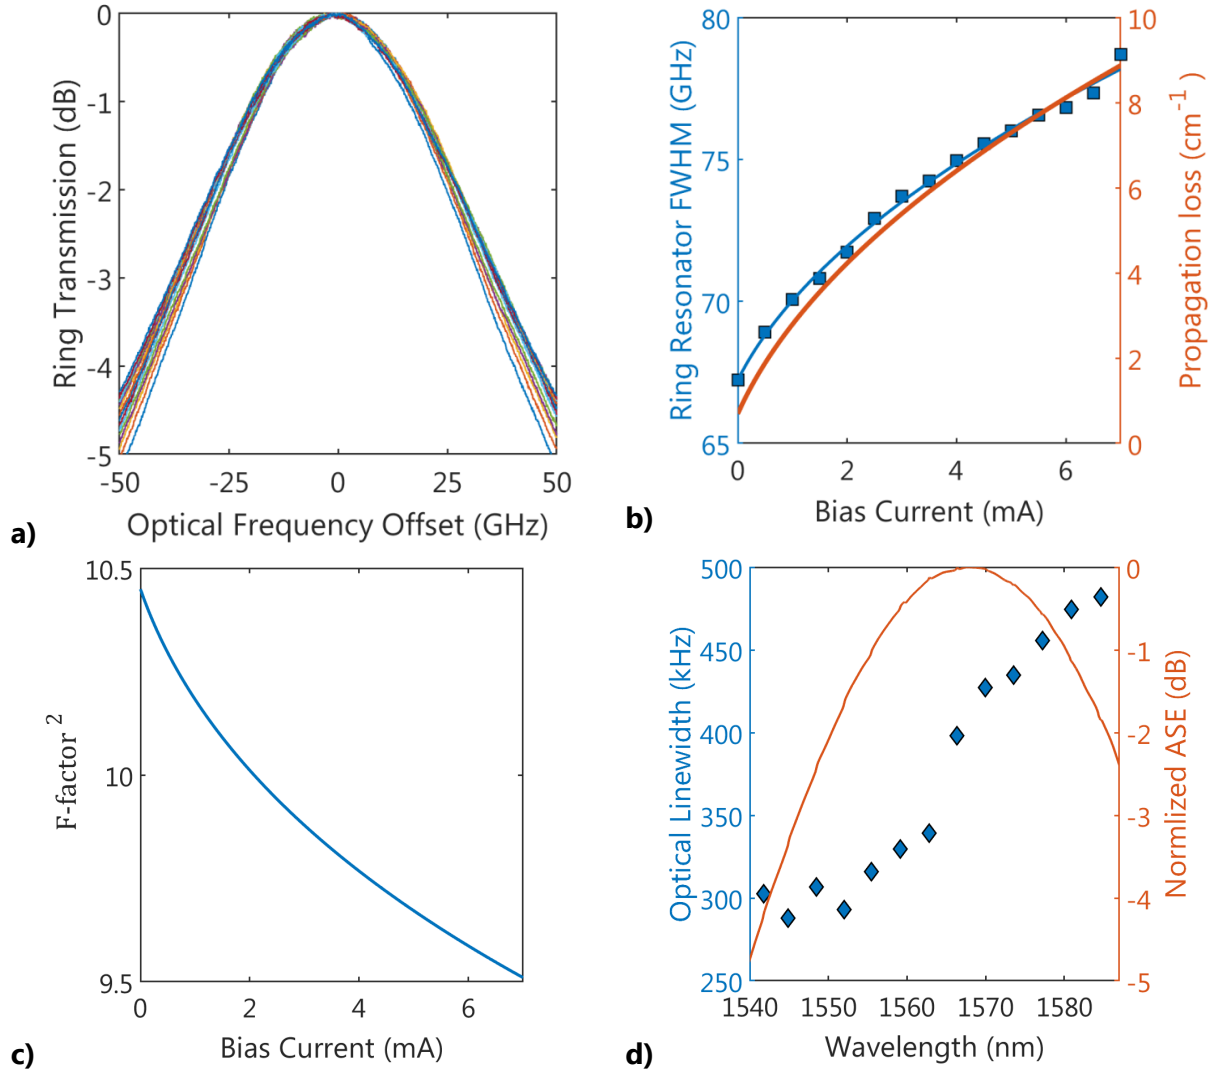 0
-1
-2
-3
-4
-5
Ring Transmission (dB)
-50 -25 0 25 50
Optical Frequency Offset (GHz)
a)
80
75
70
65
Ring Resonator FWHM (GHz)
10
8
6
4
2
0
Propagation loss (cm-1)
0 2 4 6
Bias Current (mA)
b)
10.5
10
9.5
F-factor 2
0 2 4 6
Bias Current (mA)
c)
500
450
400
350
300
250
Optical Linewidth (kHz)
0
-1
-2
-3
-4
-5
Normlized ASE (dB)
1540 1550 1560 1570 1580
Wavelength (nm)
d)